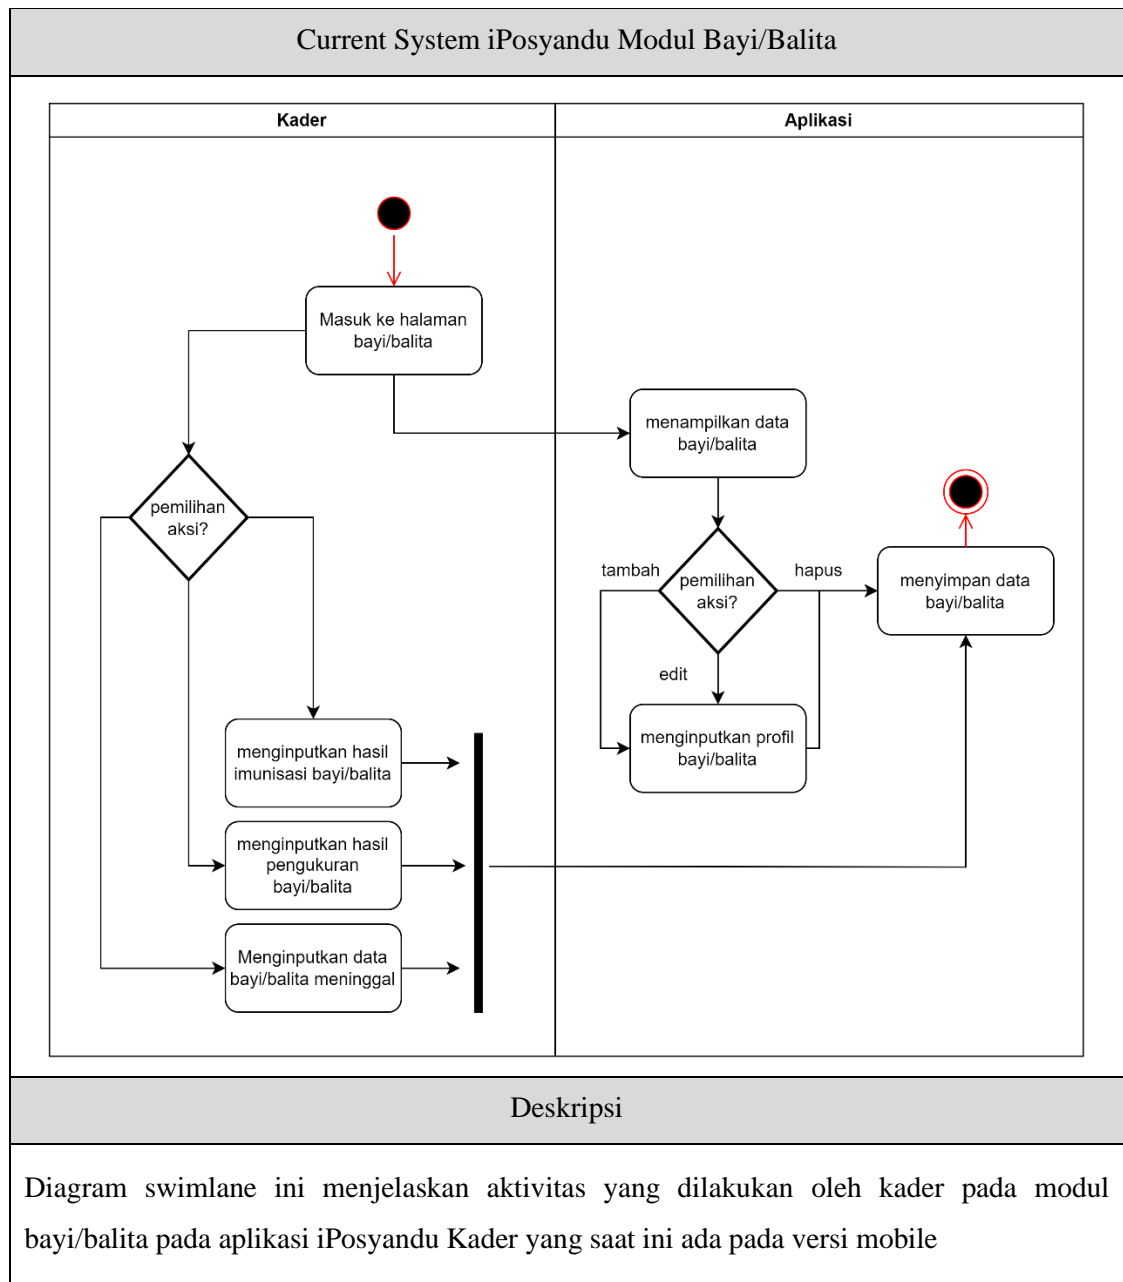 Current System iPosyandu Modul Bayi/Balita
Kader
Aplikasi
Masuk ke halaman
bayi/balita
menampilkan data
bayi/balita
pemilihan
aksi?
tambah
pemilihan
aksi?
hapus
menyimpan data
bayi/balita
edit
menginputkan profil
bayi/balita
menginputkan hasil
imunisasi bayi/balita
menginputkan hasil
pengukuran
bayi/balita
Menginputkan data
bayi/balita meninggal
Deskripsi
Diagram swimlane ini menjelaskan aktivitas yang dilakukan oleh kader pada modul
bayi/balita pada aplikasi iPosyandu Kader yang saat ini ada pada versi mobile